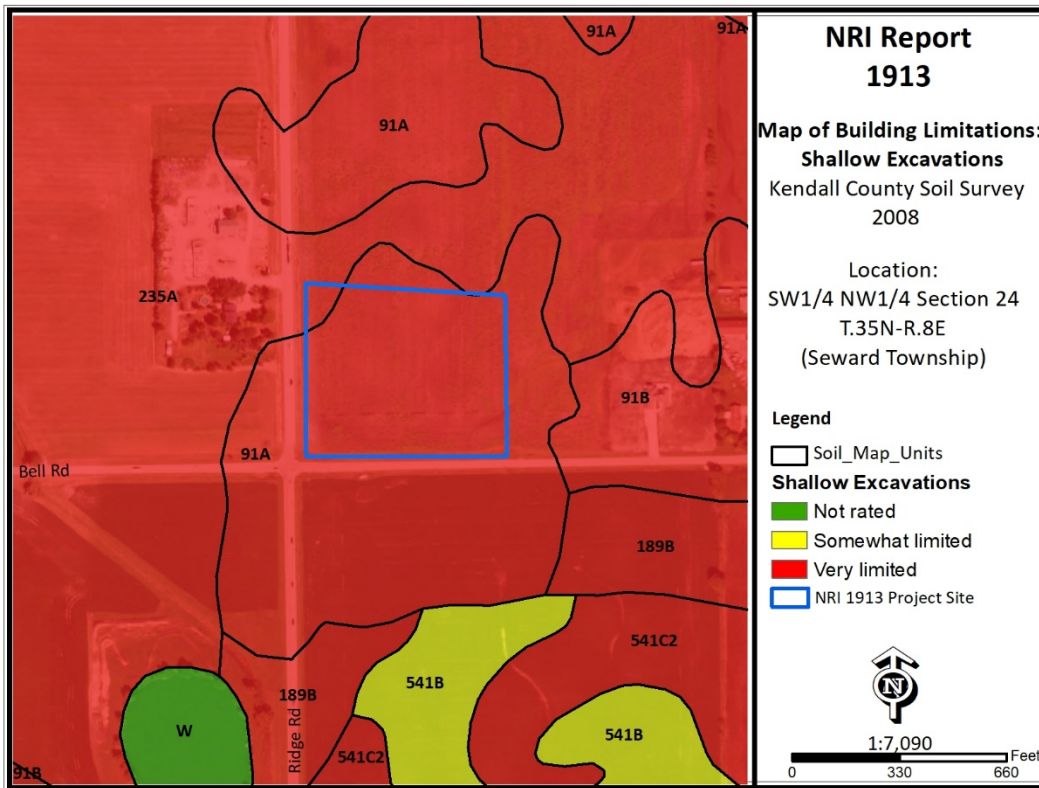 91A
91A
91A
235A
91B
91A
Bell Rd
189B
541C2
541B
189B
W
Ridge Rd
541B
541C2
91B
NRI Report
1913
Map of Building Limitations:
Shallow Excavations
Kendall County Soil Survey
2008
Location:
SW1/4 NW1/4 Section 24
T.35N-R.8E
(Seward Township)
Legend
Soil_Map_Units
Shallow Excavations
Not rated
Somewhat limited
Very limited
NRI 1913 Project Site
N
1:7,090
Feet
0 330 660